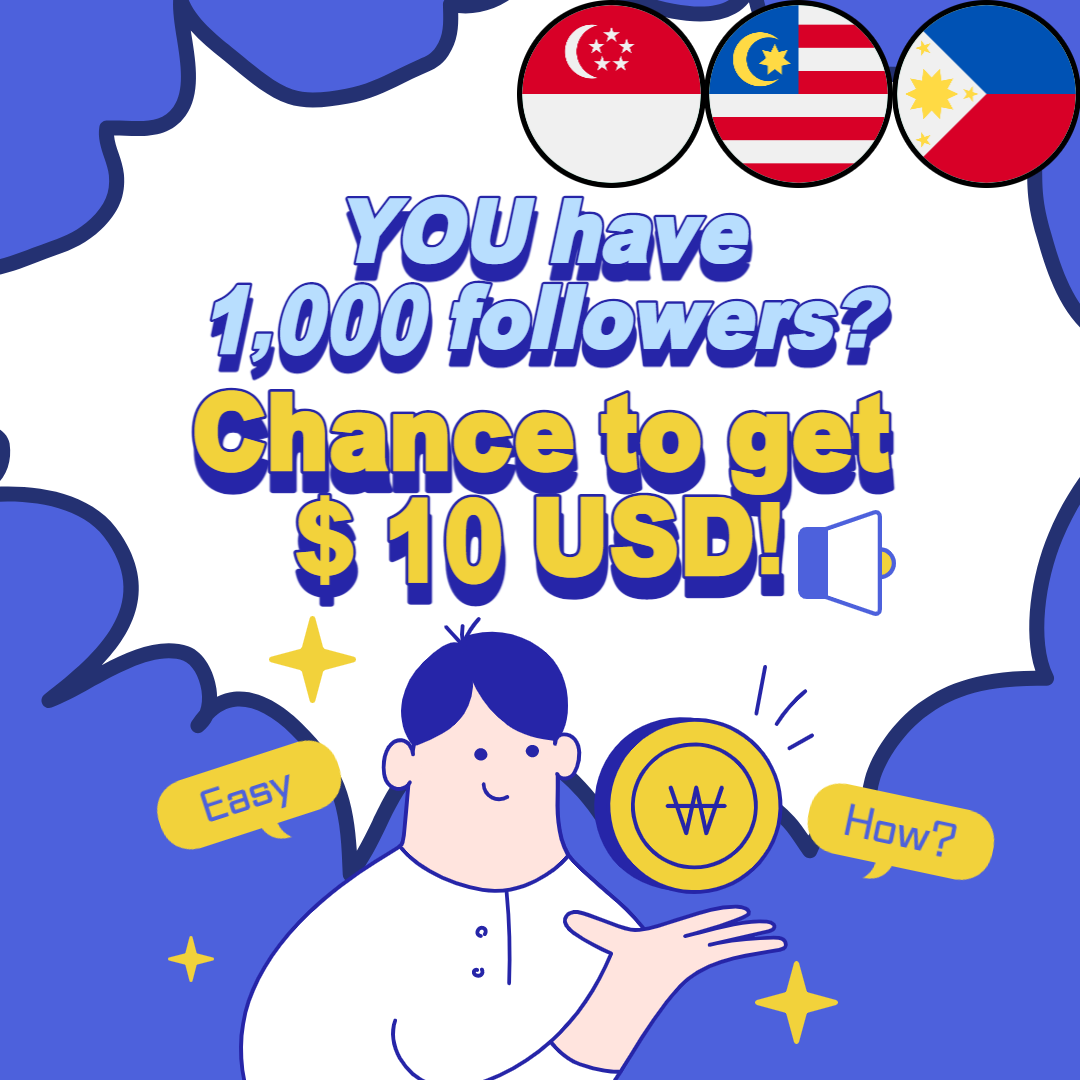 YOU have
1,000 followers?
Chance to get
$ 10 USD!
Easy
₩
How?